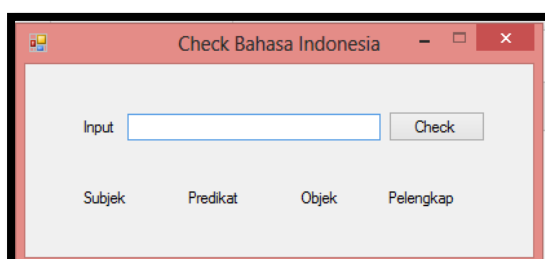 Check Bahasa Indonesia
Input Check
Subjek Predikat Objek Pelengkap